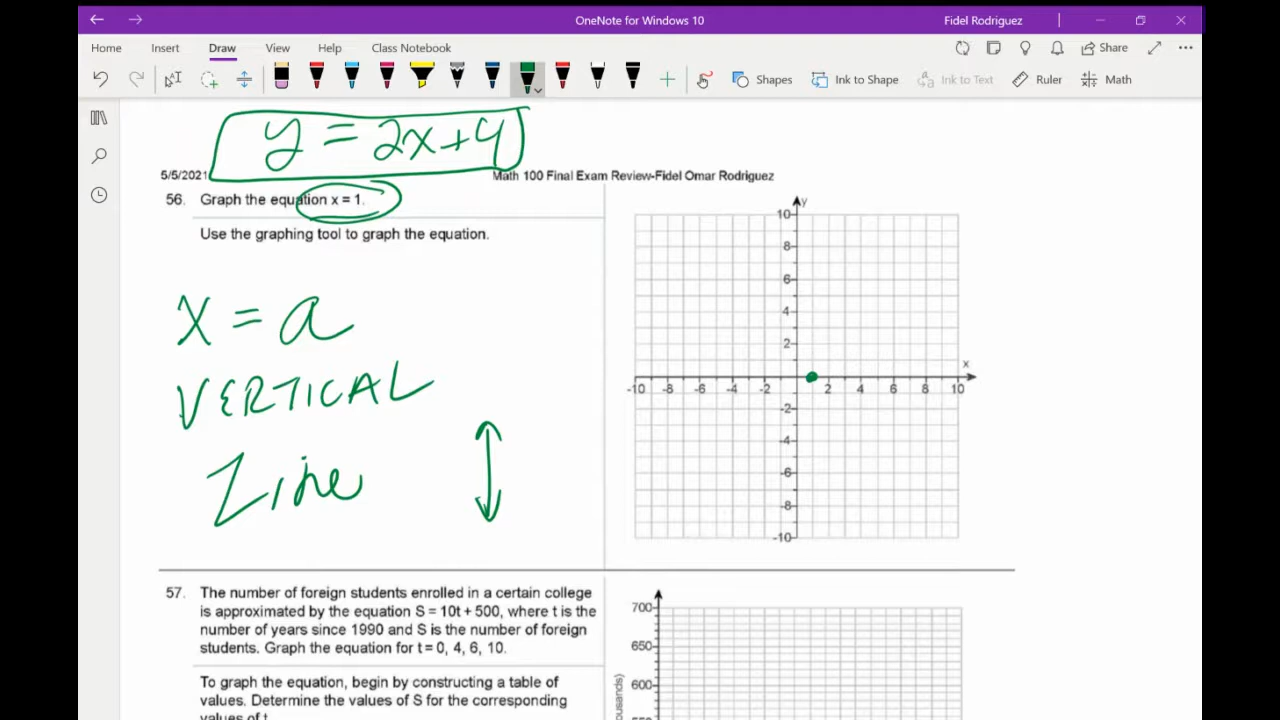 OneNote for Windows 10
Fidel Rodriguez
Home Insert Draw View Help Class Notebook
Share
Shapes Ink to Shape Ink to Text Ruler Math
y = 2x+4
5/5/2021 Math 100 Final Exam Review-Fidel Omar Rodriguez
56. Graph the equation x = 1.
Use the graphing tool to graph the equation.
x = a
VERTICAL
Line
y
10
8
6
4
2
x
-10 -8 -6 -4 -2 2 4 6 8 10
-2
-4
-6
-8
-10
57. The number of foreign students enrolled in a certain college
is approximated by the equation S = 10t + 500, where t is the
number of years since 1990 and S is the number of foreign
students. Graph the equation for t = 0, 4, 6, 10.
To graph the equation, begin by constructing a table of
values. Determine the values of S for the corresponding
values of t.
700
650
600